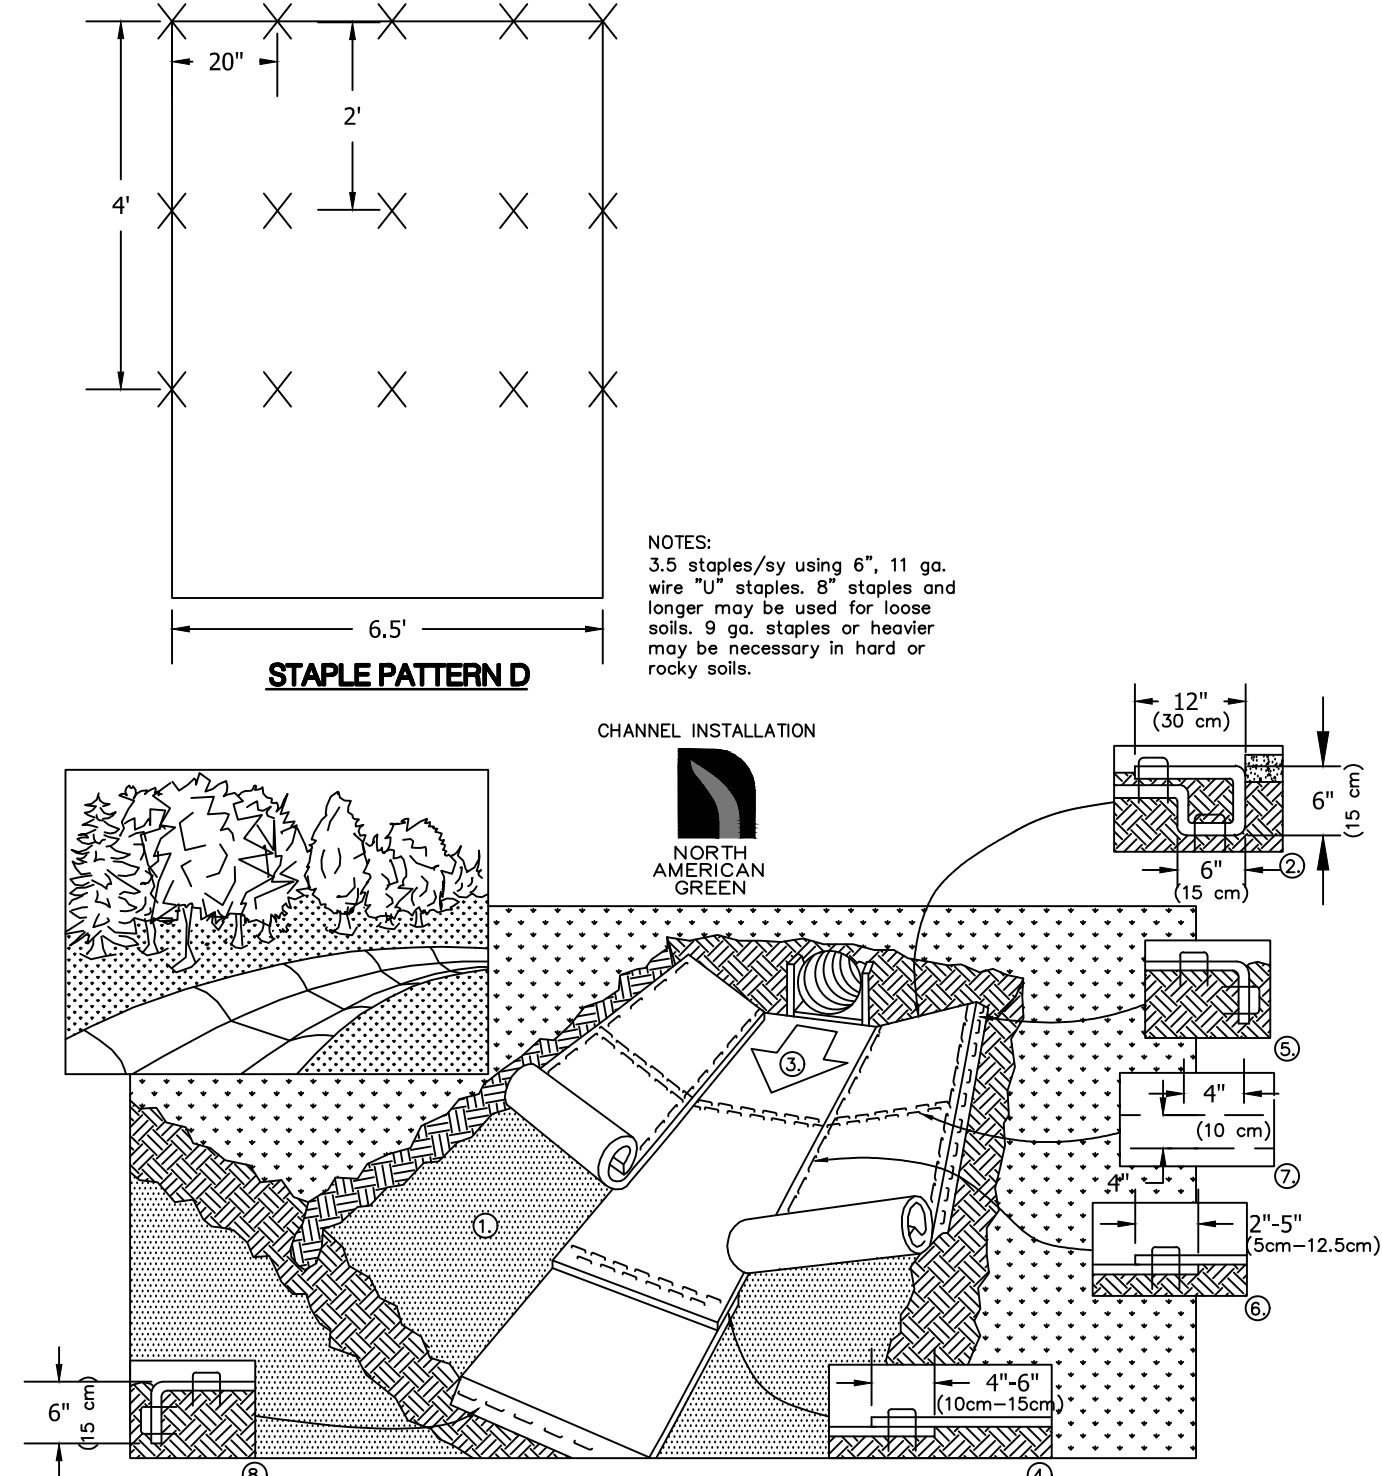 20"
2'
4'
6.5'
STAPLE PATTERN D
NOTES:
3.5 staples/sy using 6", 11 ga.
wire "U" staples. 8" staples and
longer may be used for loose
soils. 9 ga. staples or heavier
may be necessary in hard or
rocky soils.
CHANNEL INSTALLATION
NORTH
AMERICAN
GREEN
12"
(30 cm)
6"
(15 cm)
6"
(15 cm)
2.
5.
3.
4"
(10 cm)
4"
7.
1.
2"-5"
(5cm-12.5cm)
6.
4"-6"
(10cm-15cm)
4.
6"
(15 cm)
8.